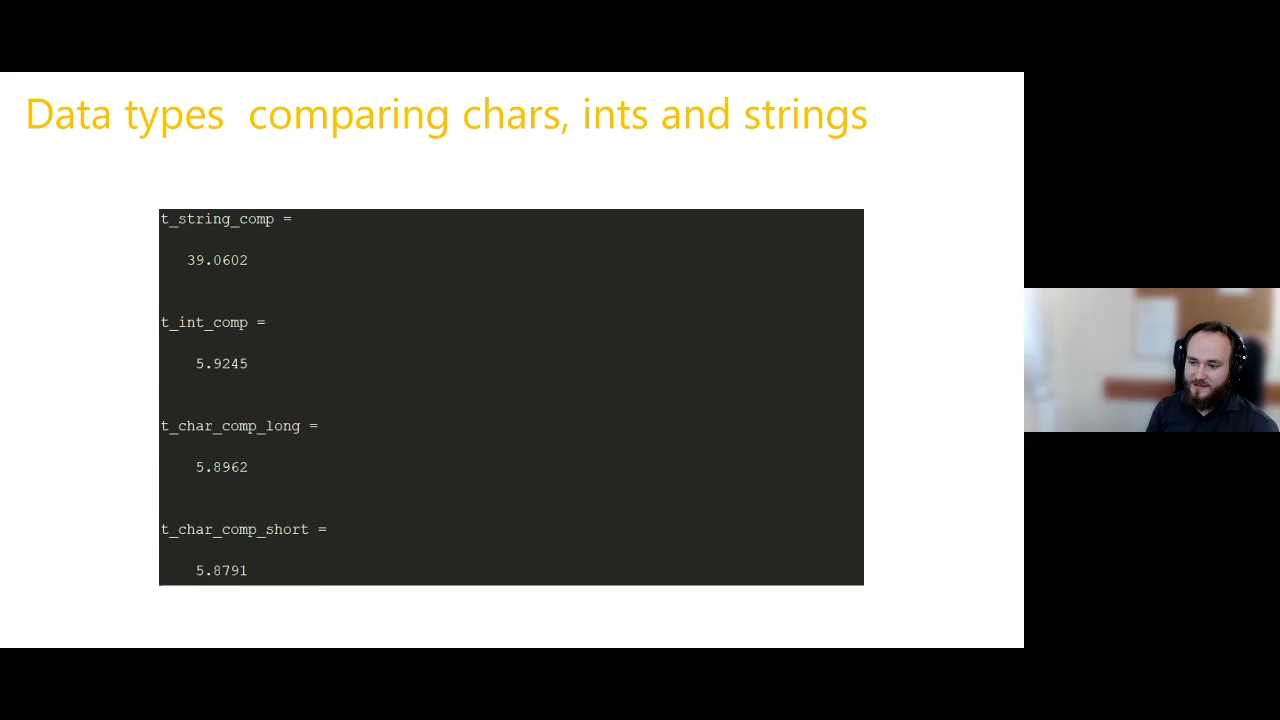 Data types  comparing chars, ints and strings
t_string_comp =
39.0602
t_int_comp =
5.9245
t_char_comp_long =
5.8962
t_char_comp_short =
5.8791